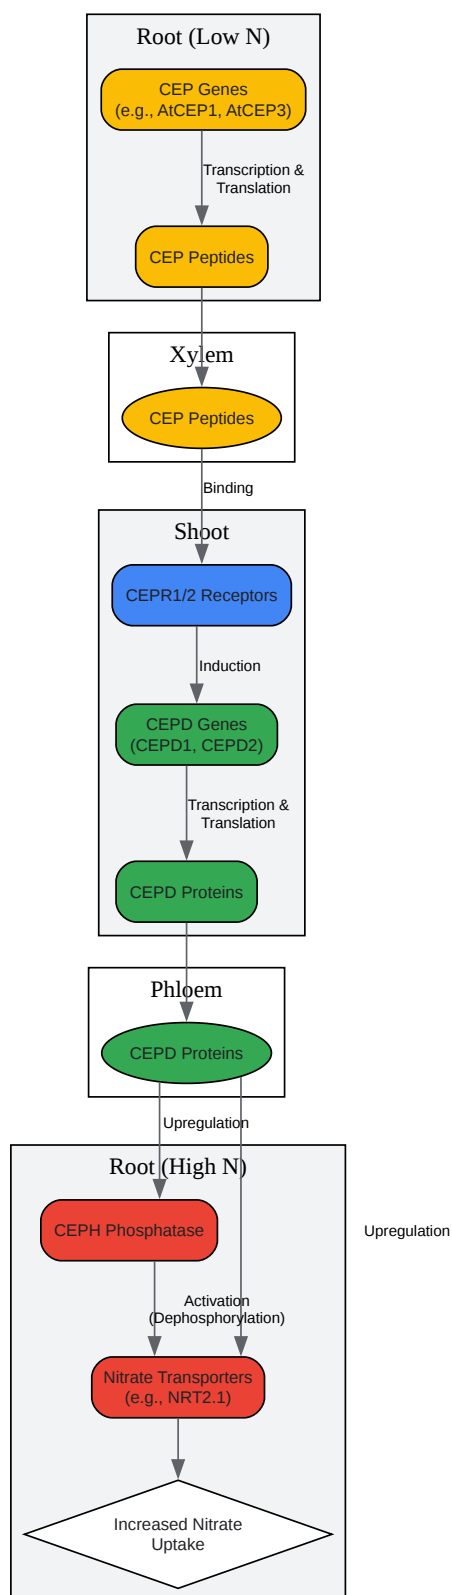 Root (Low N)
CEP Genes
(e.g., AtCEP1, AtCEP3)
Transcription &
Translation
CEP Peptides
Xylem
CEP Peptides
Binding
Shoot
CEPR1/2 Receptors
Induction
CEPD Genes
(CEPD1, CEPD2)
Transcription &
Translation
CEPD Proteins
Phloem
CEPD Proteins
Upregulation
Root (High N)
CEPH Phosphatase
Upregulation
Activation
(Dephosphorylation)
Nitrate Transporters
(e.g., NRT2.1)
Increased Nitrate
Uptake